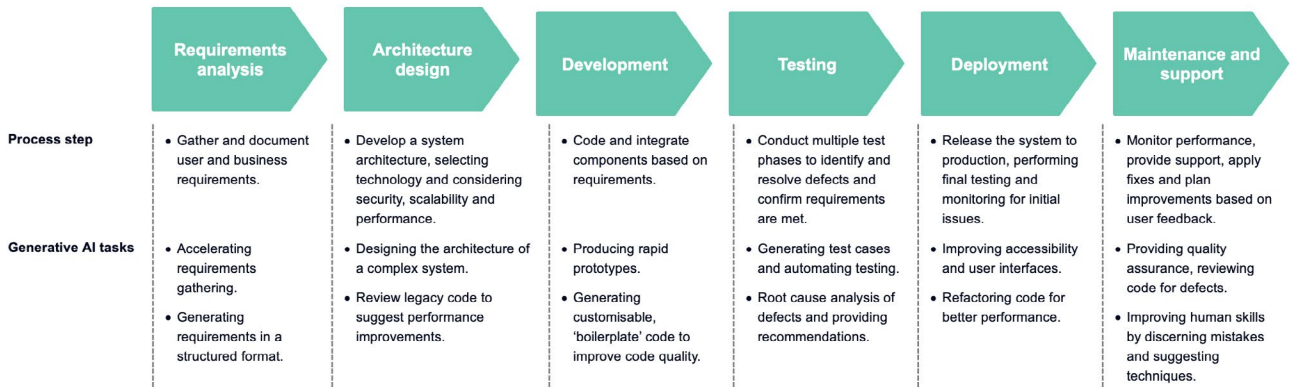 Requirements
analysis
Architecture
design
Development
Testing
Deployment
Maintenance and
support
Process step
• Gather and document
user and business
requirements.
• Develop a system
architecture, selecting
technology and considering
security, scalability and
performance.
• Code and integrate
components based on
requirements.
• Conduct multiple test
phases to identify and
resolve defects and
confirm requirements
are met.
• Release the system to
production, performing
final testing and
monitoring for initial
issues.
• Monitor performance,
provide support, apply
fixes and plan
improvements based on
user feedback.
Generative AI tasks
• Accelerating
requirements
gathering.
• Generating
requirements in a
structured format.
• Designing the architecture of
a complex system.
• Review legacy code to
suggest performance
improvements.
• Producing rapid
prototypes.
• Generating
customisable,
‘boilerplate’ code to
improve code quality.
• Generating test cases
and automating testing.
• Root cause analysis of
defects and providing
recommendations.
• Improving accessibility
and user interfaces.
• Refactoring code for
better performance.
• Providing quality
assurance, reviewing
code for defects.
• Improving human skills
by discerning mistakes
and suggesting
techniques.